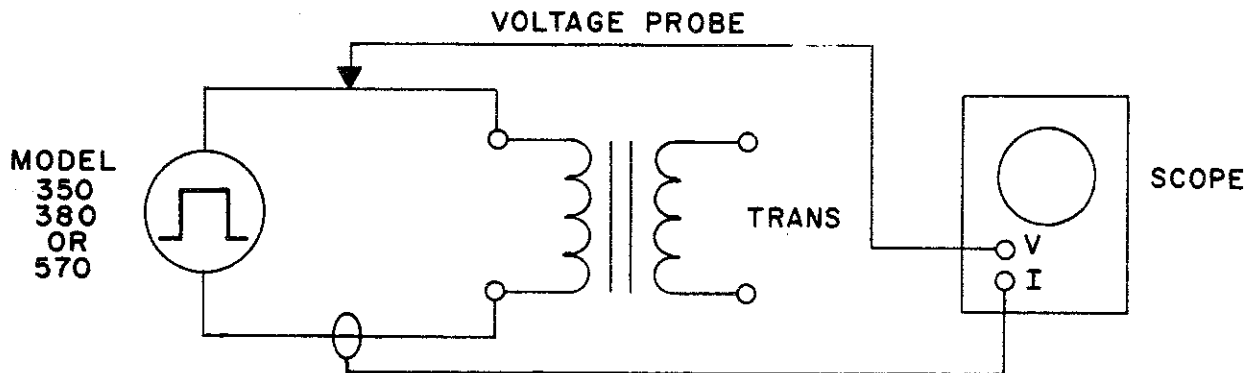 VOLTAGE PROBE
MODEL
350
380
OR
570
TRANS
V
I
SCOPE